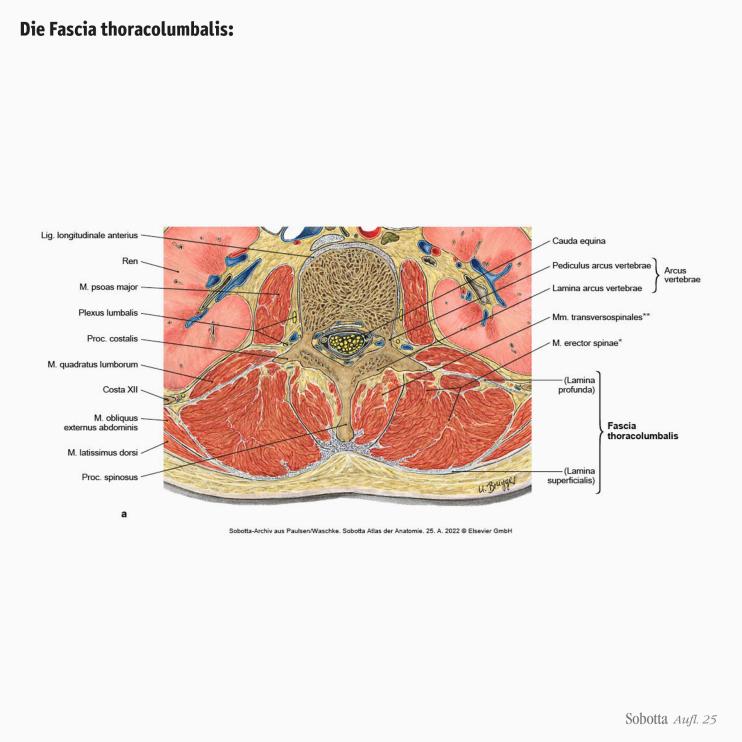 Die Fascia thoracolumbalis:
Lig. longitudinale anterius
Ren
M. psoas major
Plexus lumbalis
Proc. costalis
M. quadratus lumborum
Costa XII
M. obliquus
externus abdominis
M. latissimus dorsi
Proc. spinosus
Cauda equina
Pediculus arcus vertebrae
Lamina arcus vertebrae
Arcus
vertebrae
Mm. transversospinales**
M. erector spinae*
(Lamina
profunda)
Fascia
thoracolumbalis
(Lamina
superficialis)
U. Brugger
a
Sobotta-Archiv aus Paulsen/Waschke. Sobotta Atlas der Anatomie. 25. A. 2022 © Elsevier GmbH
Sobotta Aufl. 25